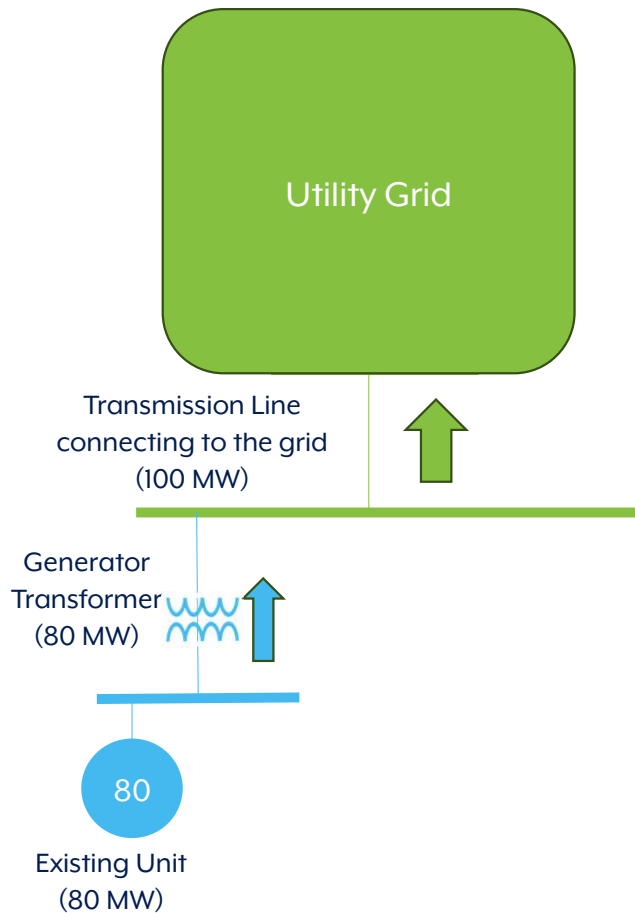 Utility Grid
Transmission Line
connecting to the grid
(100 MW)
Generator
Transformer
(80 MW)
80
Existing Unit
(80 MW)